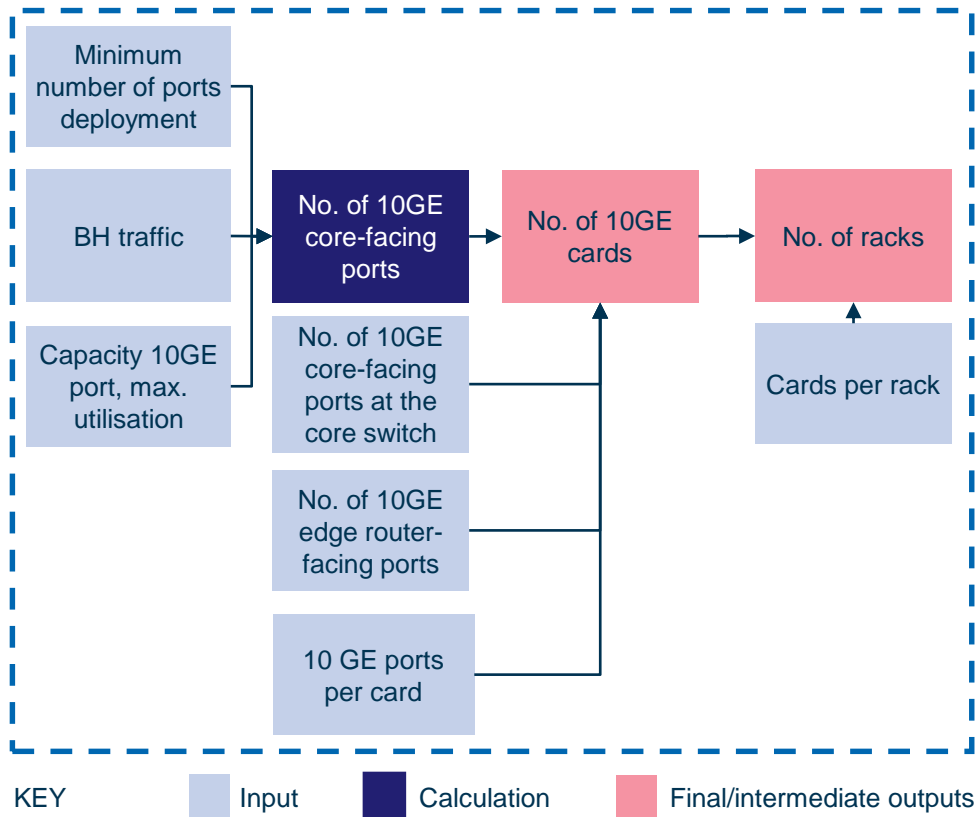 Minimum
number of ports
deployment
BH traffic
Capacity 10GE
port, max.
utilisation
No. of 10GE
core-facing
ports
No. of 10GE
core-facing
ports at the
core switch
No. of 10GE
edge router-
facing ports
10 GE ports
per card
No. of 10GE
cards
No. of racks
Cards per rack
KEY
Input
Calculation
Final/intermediate outputs